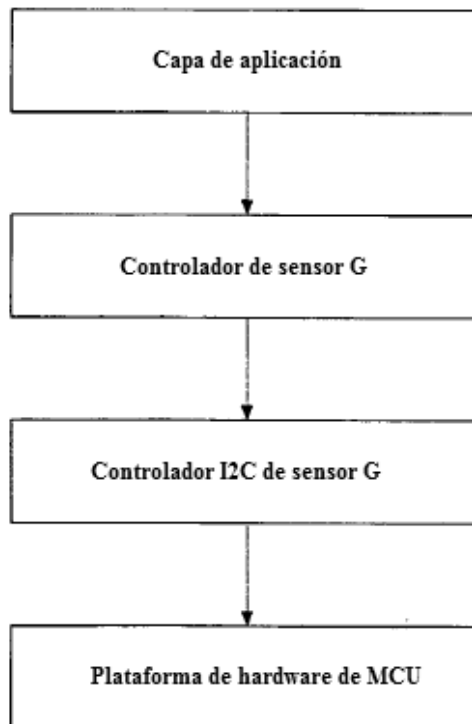 Capa de aplicación
Controlador de sensor G
Controlador I2C de sensor G
Plataforma de hardware de MCU